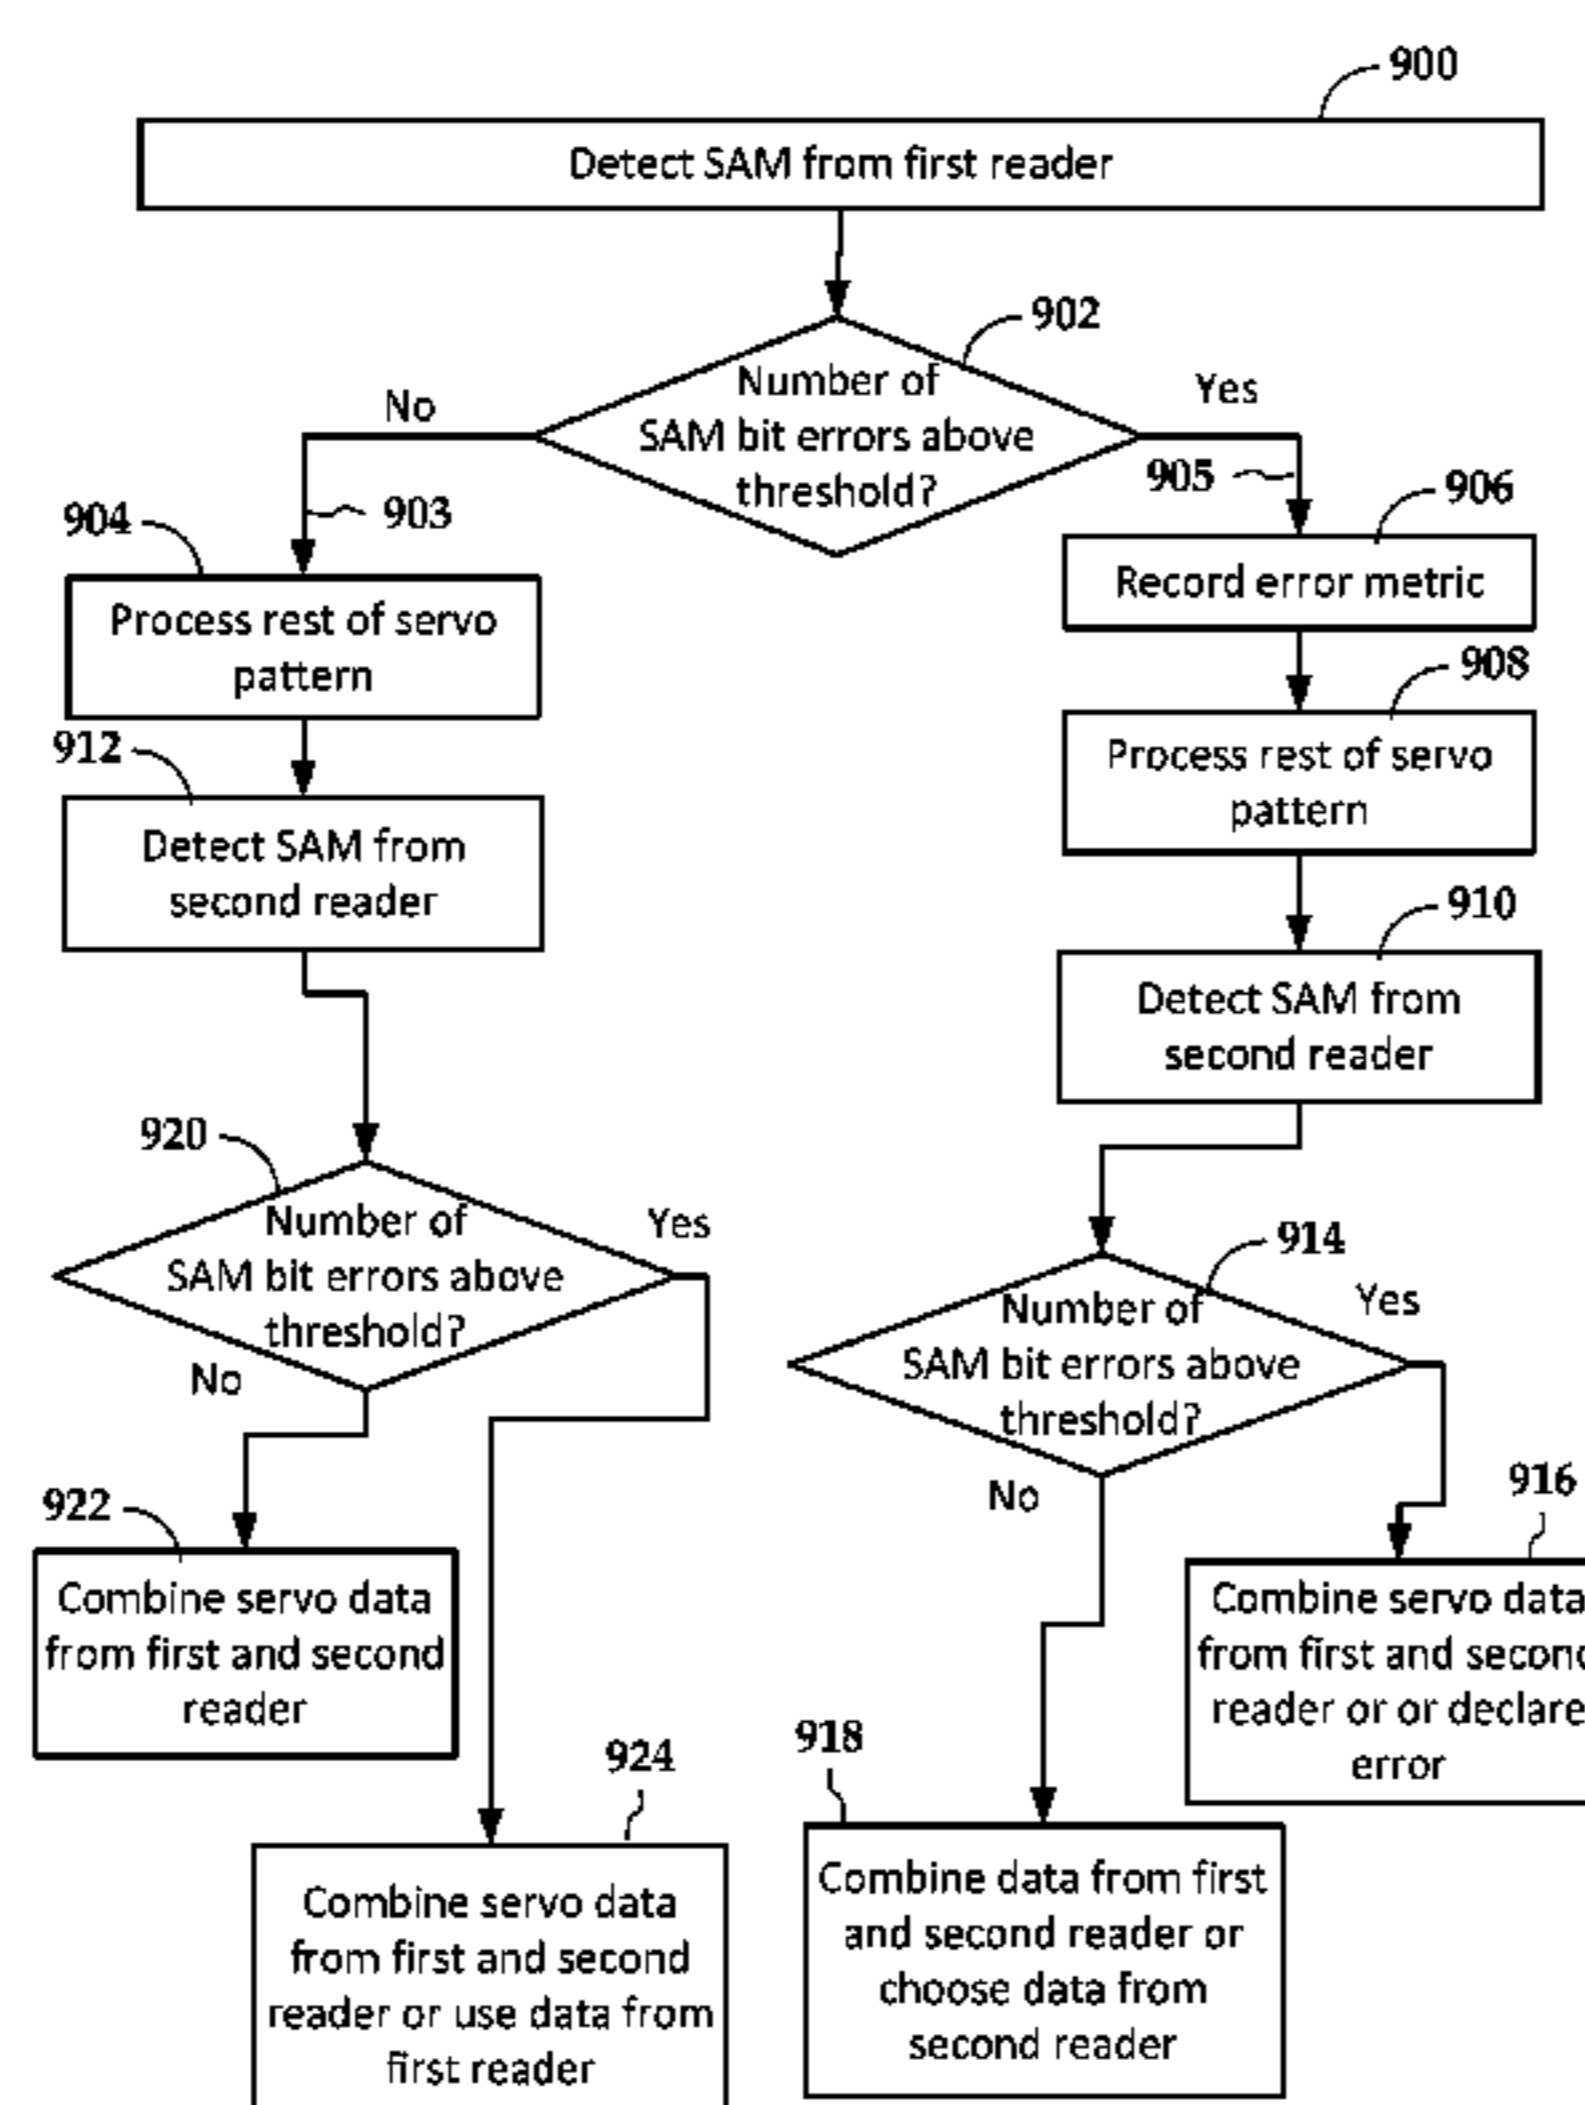 900
Detect SAM from first reader
902
Number of
SAM bit errors above
threshold?
No
Yes
903
905
904
Process rest of servo
pattern
906
Record error metric
908
Process rest of servo
pattern
912
Detect SAM from
second reader
910
Detect SAM from
second reader
920
Number of
SAM bit errors above
threshold?
Yes
No
914
Number of
SAM bit errors above
threshold?
Yes
No
922
Combine servo data
from first and second
reader
916
Combine servo data
from first and second
reader or or declare
error
924
Combine servo data
from first and second
reader or use data from
first reader
918
Combine data from first
and second reader or
choose data from
second reader